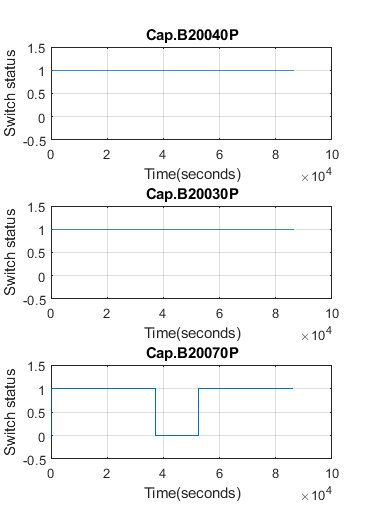 Cap.B20040P
Switch status
1.5
1
0.5
0
-0.5
0 2 4 6 8 10
Time(seconds)
×10^4
Cap.B20030P
Switch status
1.5
1
0.5
0
-0.5
0 2 4 6 8 10
Time(seconds)
×10^4
Cap.B20070P
Switch status
1.5
1
0.5
0
-0.5
0 2 4 6 8 10
Time(seconds)
×10^4